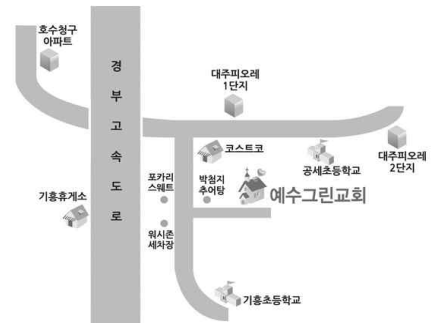 호수청구
아파트
경
부
고
속
도
로
대주피오레
1단지
코스트코
공세초등학교
대주피오레
2단지
포카리
스웨트
박첨지
추어탕
예수그린교회
기흥휴게소
워시존
세차장
기흥초등학교